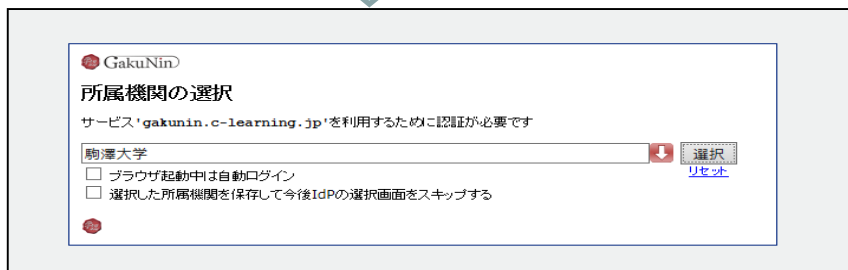 GakuNin
所属機関の選択
サービス'gakunin.c-learning.jp'を利用するために認証が必要です
駒澤大学 選択
リセット
ブラウザ起動中は自動ログイン
選択した所属機関を保存して今後IdPの選択画面をスキップする